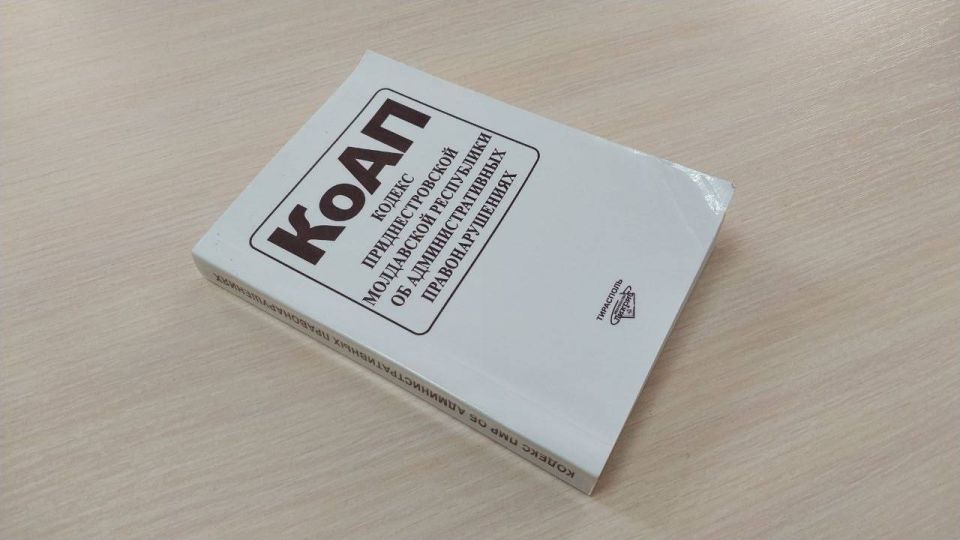 КоАП
КОДЕКС
ПРИДНЕСТРОВСКОЙ
МОЛДАВСКОЙ РЕСПУБЛИКИ
ОБ АДМИНИСТРАТИВНЫХ
ПРАВОНАРУШЕНИЯХ
ТИРАСПОЛЬ
КОДЕКС ПМР ОБ АДМИНИСТРАТИВНЫХ ПРАВОНАРУШЕНИЯХ